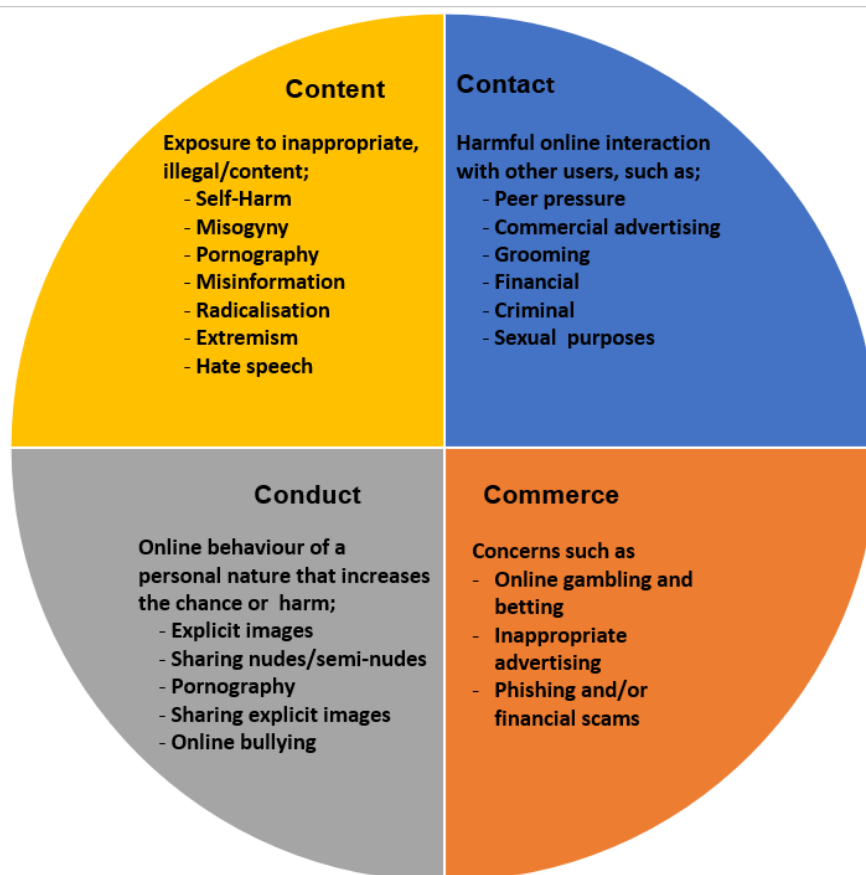 Content
Exposure to inappropriate,
illegal/content;
- Self-Harm
- Misogyny
- Pornography
- Misinformation
- Radicalisation
- Extremism
- Hate speech
Contact
Harmful online interaction
with other users, such as;
- Peer pressure
- Commercial advertising
- Grooming
- Financial
- Criminal
- Sexual purposes
Conduct
Online behaviour of a
personal nature that increases
the chance or harm;
- Explicit images
- Sharing nudes/semi-nudes
- Pornography
- Sharing explicit images
- Online bullying
Commerce
Concerns such as
- Online gambling and
betting
- Inappropriate
advertising
- Phishing and/or
financial scams